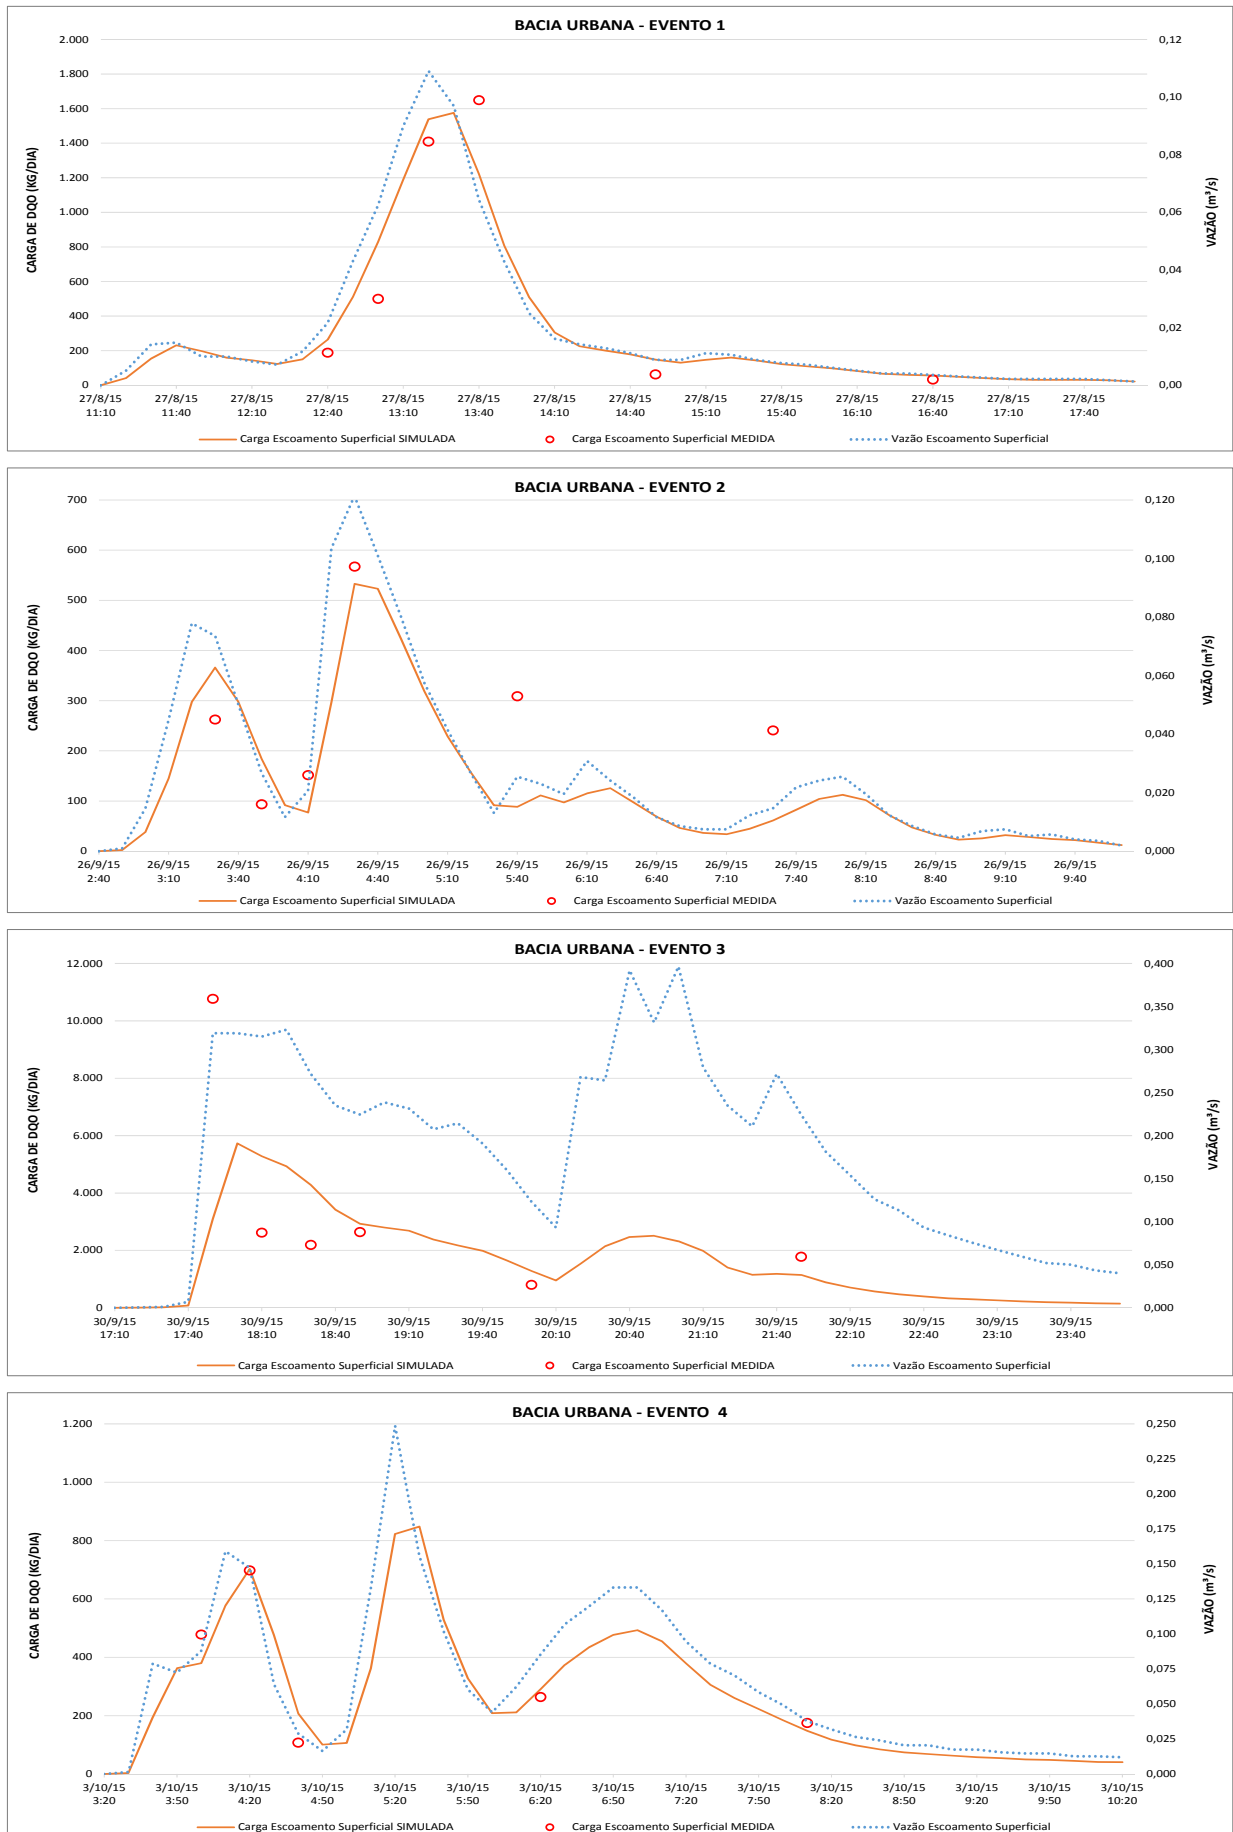 BACIA URBANA - EVENTO 1
CARGA DE DQO (KG/DIA)
2.000
1.800
1.600
1.400
1.200
1.000
800
600
400
200
0
0,12
0,10
0,08
0,06
0,04
0,02
0,00
VAZÃO (m³/s)
27/8/15 27/8/15 27/8/15 27/8/15 27/8/15 27/8/15 27/8/15 27/8/15 27/8/15 27/8/15 27/8/15 27/8/15 27/8/15 27/8/15
11:10 11:40 12:10 12:40 13:10 13:40 14:10 14:40 15:10 15:40 16:10 16:40 17:10 17:40
Carga Escoamento Superficial SIMULADA Carga Escoamento Superficial MEDIDA Vazão Escoamento Superficial
BACIA URBANA - EVENTO 2
CARGA DE DQO (KG/DIA)
700
600
500
400
300
200
100
0
0,120
0,100
0,080
0,060
0,040
0,020
0,000
VAZÃO (m³/s)
26/9/15 26/9/15 26/9/15 26/9/15 26/9/15 26/9/15 26/9/15 26/9/15 26/9/15 26/9/15 26/9/15 26/9/15 26/9/15 26/9/15 26/9/15
2:40 3:10 3:40 4:10 4:40 5:10 5:40 6:10 6:40 7:10 7:40 8:10 8:40 9:10 9:40
Carga Escoamento Superficial SIMULADA Carga Escoamento Superficial MEDIDA Vazão Escoamento Superficial
BACIA URBANA - EVENTO 3
CARGA DE DQO (KG/DIA)
12.000
10.000
8.000
6.000
4.000
2.000
0
0,400
0,350
0,300
0,250
0,200
0,150
0,100
0,050
0,000
VAZÃO (m³/s)
30/9/15 30/9/15 30/9/15 30/9/15 30/9/15 30/9/15 30/9/15 30/9/15 30/9/15 30/9/15 30/9/15 30/9/15 30/9/15 30/9/15
17:10 17:40 18:10 18:40 19:10 19:40 20:10 20:40 21:10 21:40 22:10 22:40 23:10 23:40
Carga Escoamento Superficial SIMULADA Carga Escoamento Superficial MEDIDA Vazão Escoamento Superficial
BACIA URBANA - EVENTO 4
CARGA DE DQO (KG/DIA)
1.200
1.000
800
600
400
200
0
0,250
0,225
0,200
0,175
0,150
0,125
0,100
0,075
0,050
0,025
0,000
VAZÃO (m³/s)
3/10/15 3/10/15 3/10/15 3/10/15 3/10/15 3/10/15 3/10/15 3/10/15 3/10/15 3/10/15 3/10/15 3/10/15 3/10/15 3/10/15 3/10/15
3:20 3:50 4:20 4:50 5:20 5:50 6:20 6:50 7:20 7:50 8:20 8:50 9:20 9:50 10:20
Carga Escoamento Superficial SIMULADA Carga Escoamento Superficial MEDIDA Vazão Escoamento Superficial